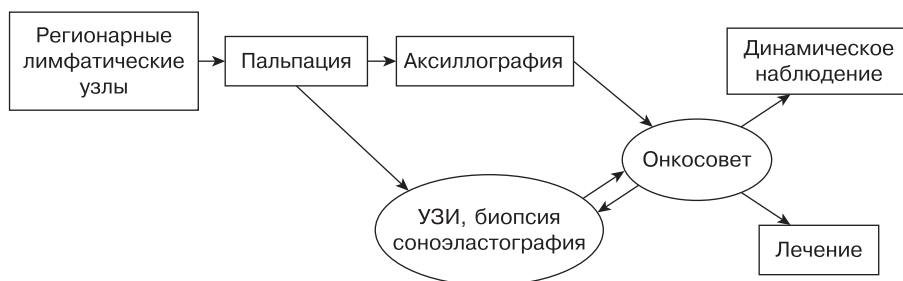 Регионарные
лимфатические
узлы
Пальпация
Аксиллография
Динамическое
наблюдение
Онкосовет
УЗИ, биопсия
соноэластография
Лечение